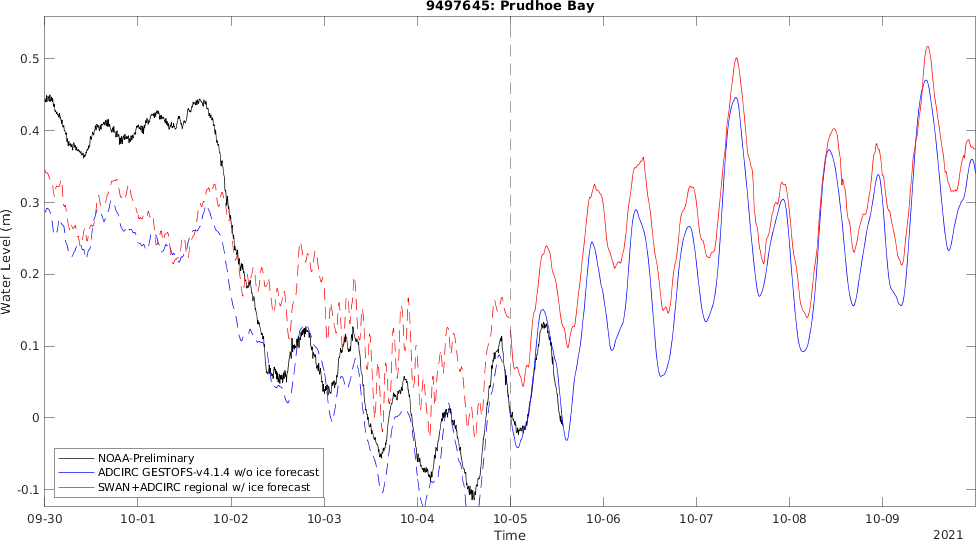 9497645: Prudhoe Bay
0.5
0.4
0.3
0.2
0.1
0
-0.1
Water Level (m)
NOAA-Preliminary
ADCIRC GESTOFS-v4.1.4 w/o ice forecast
SWAN+ADCIRC regional w/ ice forecast
09-30 10-01 10-02 10-03 10-04 10-05 10-06 10-07 10-08 10-09
Time
2021